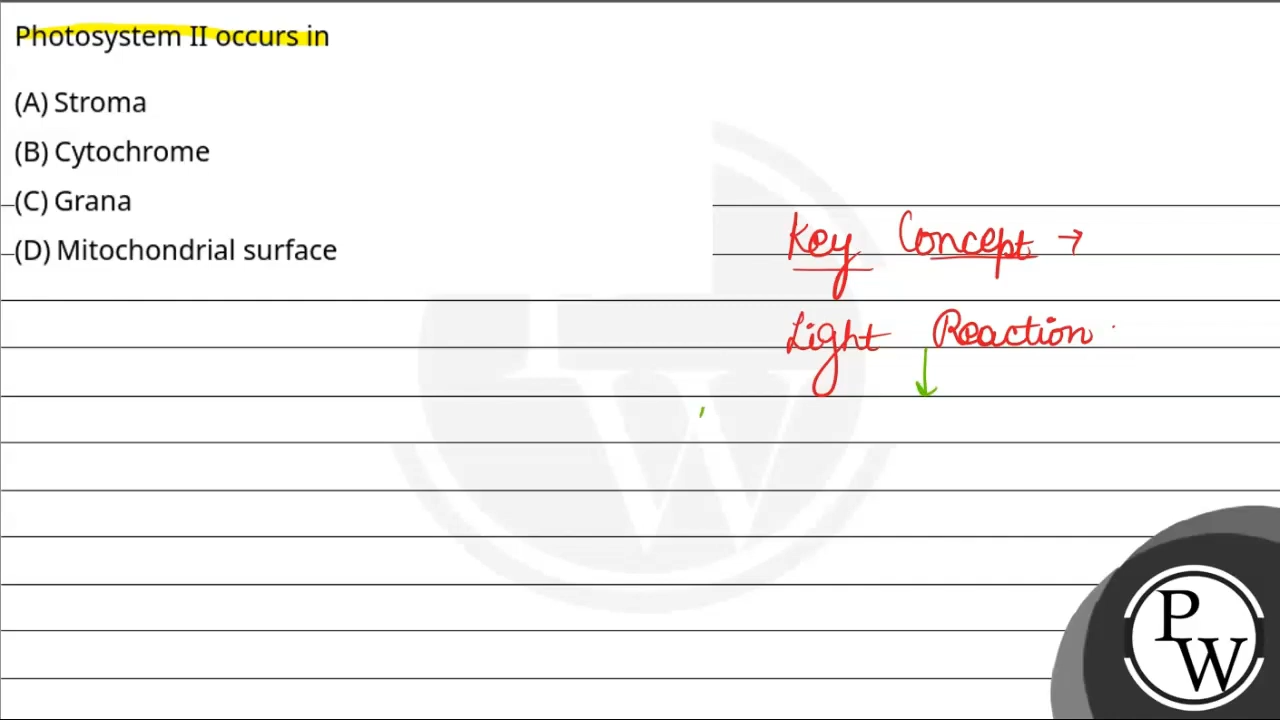 Photosystem II occurs in
(A) Stroma
(B) Cytochrome
(C) Grana
(D) Mitochondrial surface
Key Concept →
Light Reaction
PW